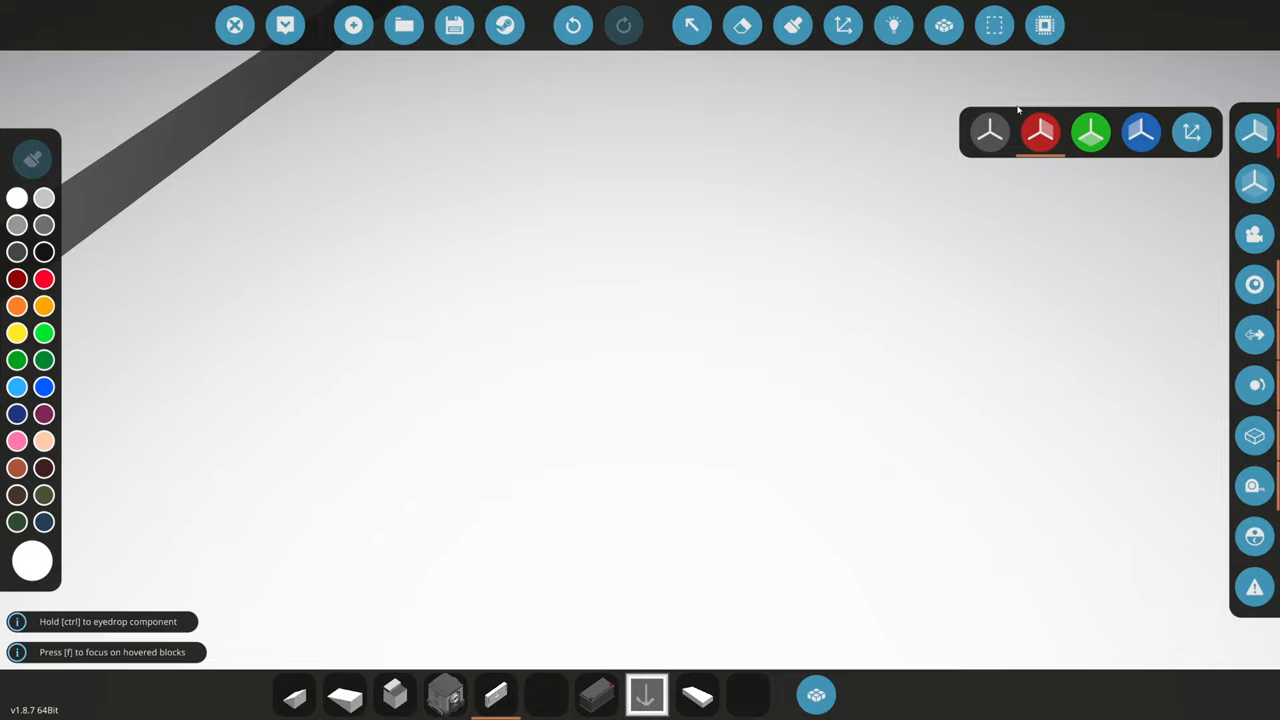 Hold [ctrl] to eyedrop component
Press [f] to focus on hovered blocks
v1.8.7 64Bit